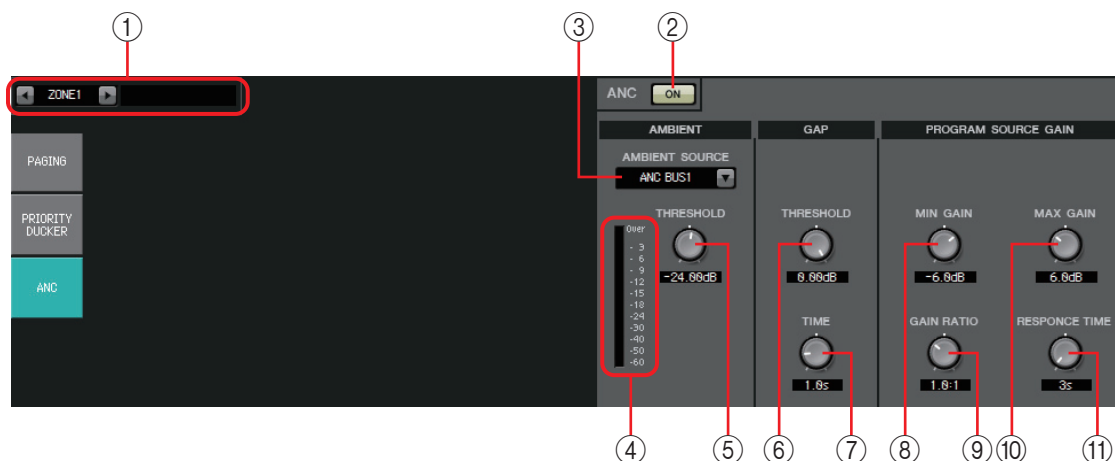 ① ③ ②
ZONE1
ANC ON
AMBIENT GAP PROGRAM SOURCE GAIN
PAGING
AMBIENT SOURCE
ANC BUS1
PRIORITY
DUCKER
THRESHOLD THRESHOLD MIN GAIN MAX GAIN
Over
- 3
- 6
- 9
-12
-15
-18
-24
-30
-40
-50
-60
-24.00dB 0.00dB -6.0dB 6.0dB
ANC
TIME GAIN RATIO RESPONCE TIME
1.0s 1.0:1 3s
④ ⑤ ⑥ ⑦ ⑧ ⑨ ⑩ ⑪